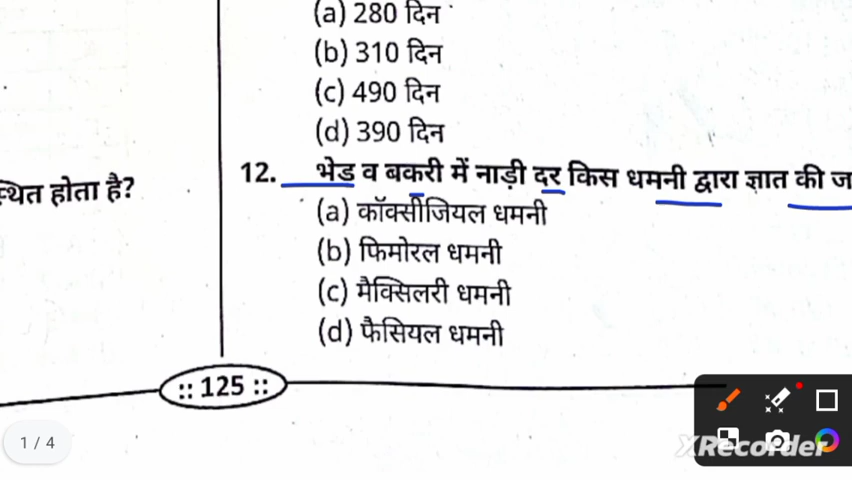 (a) 280 दिन
(b) 310 दिन
(c) 490 दिन
(d) 390 दिन
होता है?
12. भेड व बकरी में नाड़ी दर किस धमनी द्वारा ज्ञात की
(a) कॉक्सीजियल धमनी
(b) फिमोरल धमनी
(c) मैक्सिलरी धमनी
(d) फैसियल धमनी
:: 125 ::
1 / 4
XRecorder